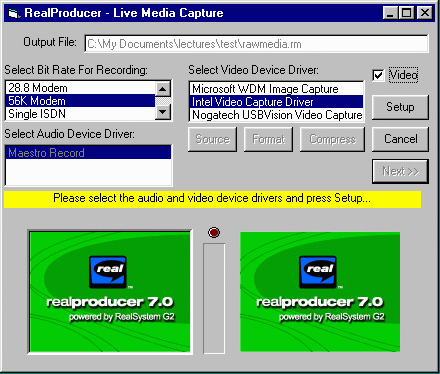 RealProducer - Live Media Capture
Output File: C:\My Documents\lectures\test\rawmedia.rm
Select Bit Rate For Recording:
28.8 Modem
56K Modem
Single ISDN
Select Video Device Driver:
Microsoft WDM Image Capture
Intel Video Capture Driver
Nogatech USBVision Video Capture
Video
Setup
Select Audio Device Driver:
Maestro Record
Source
Format
Compress
Cancel
Next >>
Please select the audio and video device drivers and press Setup...
real
realproducer 7.0
powered by RealSystem G2
real
realproducer 7.0
powered by RealSystem G2